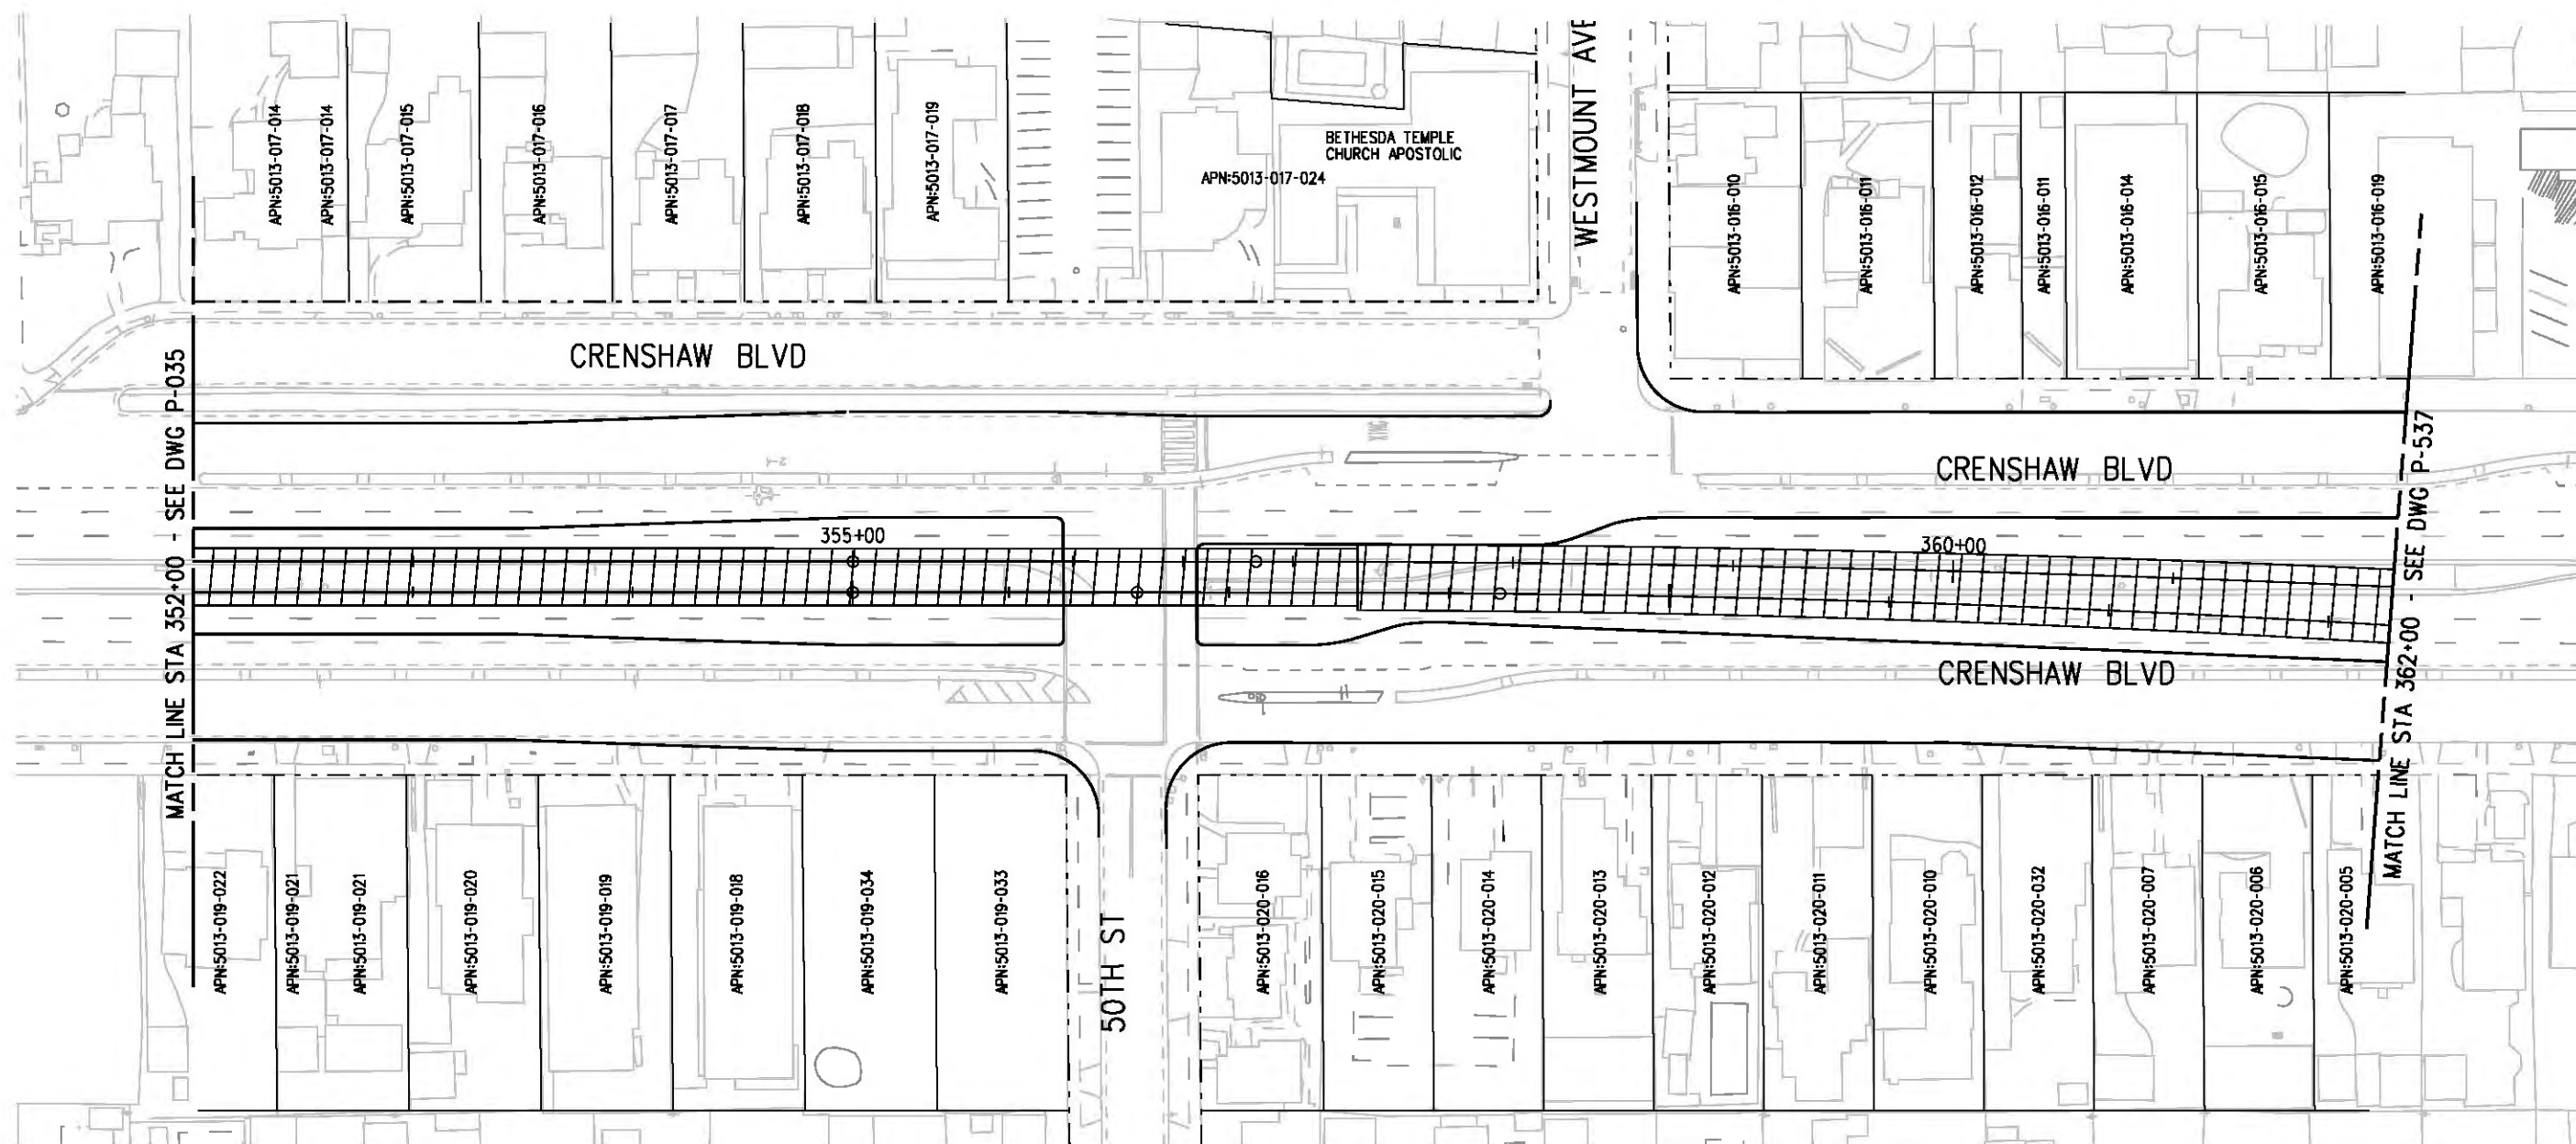 APN:5013-017-014
APN:5013-017-014
APN:5013-017-015
APN:5013-017-016
APN:5013-017-017
APN:5013-017-018
APN:5013-017-019
BETHESDA TEMPLE
CHURCH APOSTOLIC
APN:5013-017-024
WESTMOUNT AVE
APN:5013-016-010
APN:5013-016-011
APN:5013-016-012
APN:5013-016-011
APN:5013-016-014
APN:5013-016-015
APN:5013-016-019
CRENSHAW BLVD
XING
CRENSHAW BLVD
MATCH LINE STA 352+00 - SEE DWG P-035
355+00
360+00
MATCH LINE STA 362+00 - SEE DWG P-537
CRENSHAW BLVD
APN:5013-019-022
APN:5013-019-021
APN:5013-019-021
APN:5013-019-020
APN:5013-019-019
APN:5013-019-018
APN:5013-019-034
APN:5013-019-033
50TH ST
APN:5013-020-016
APN:5013-020-015
APN:5013-020-014
APN:5013-020-013
APN:5013-020-012
APN:5013-020-011
APN:5013-020-010
APN:5013-020-032
APN:5013-020-007
APN:5013-020-006
APN:5013-020-005